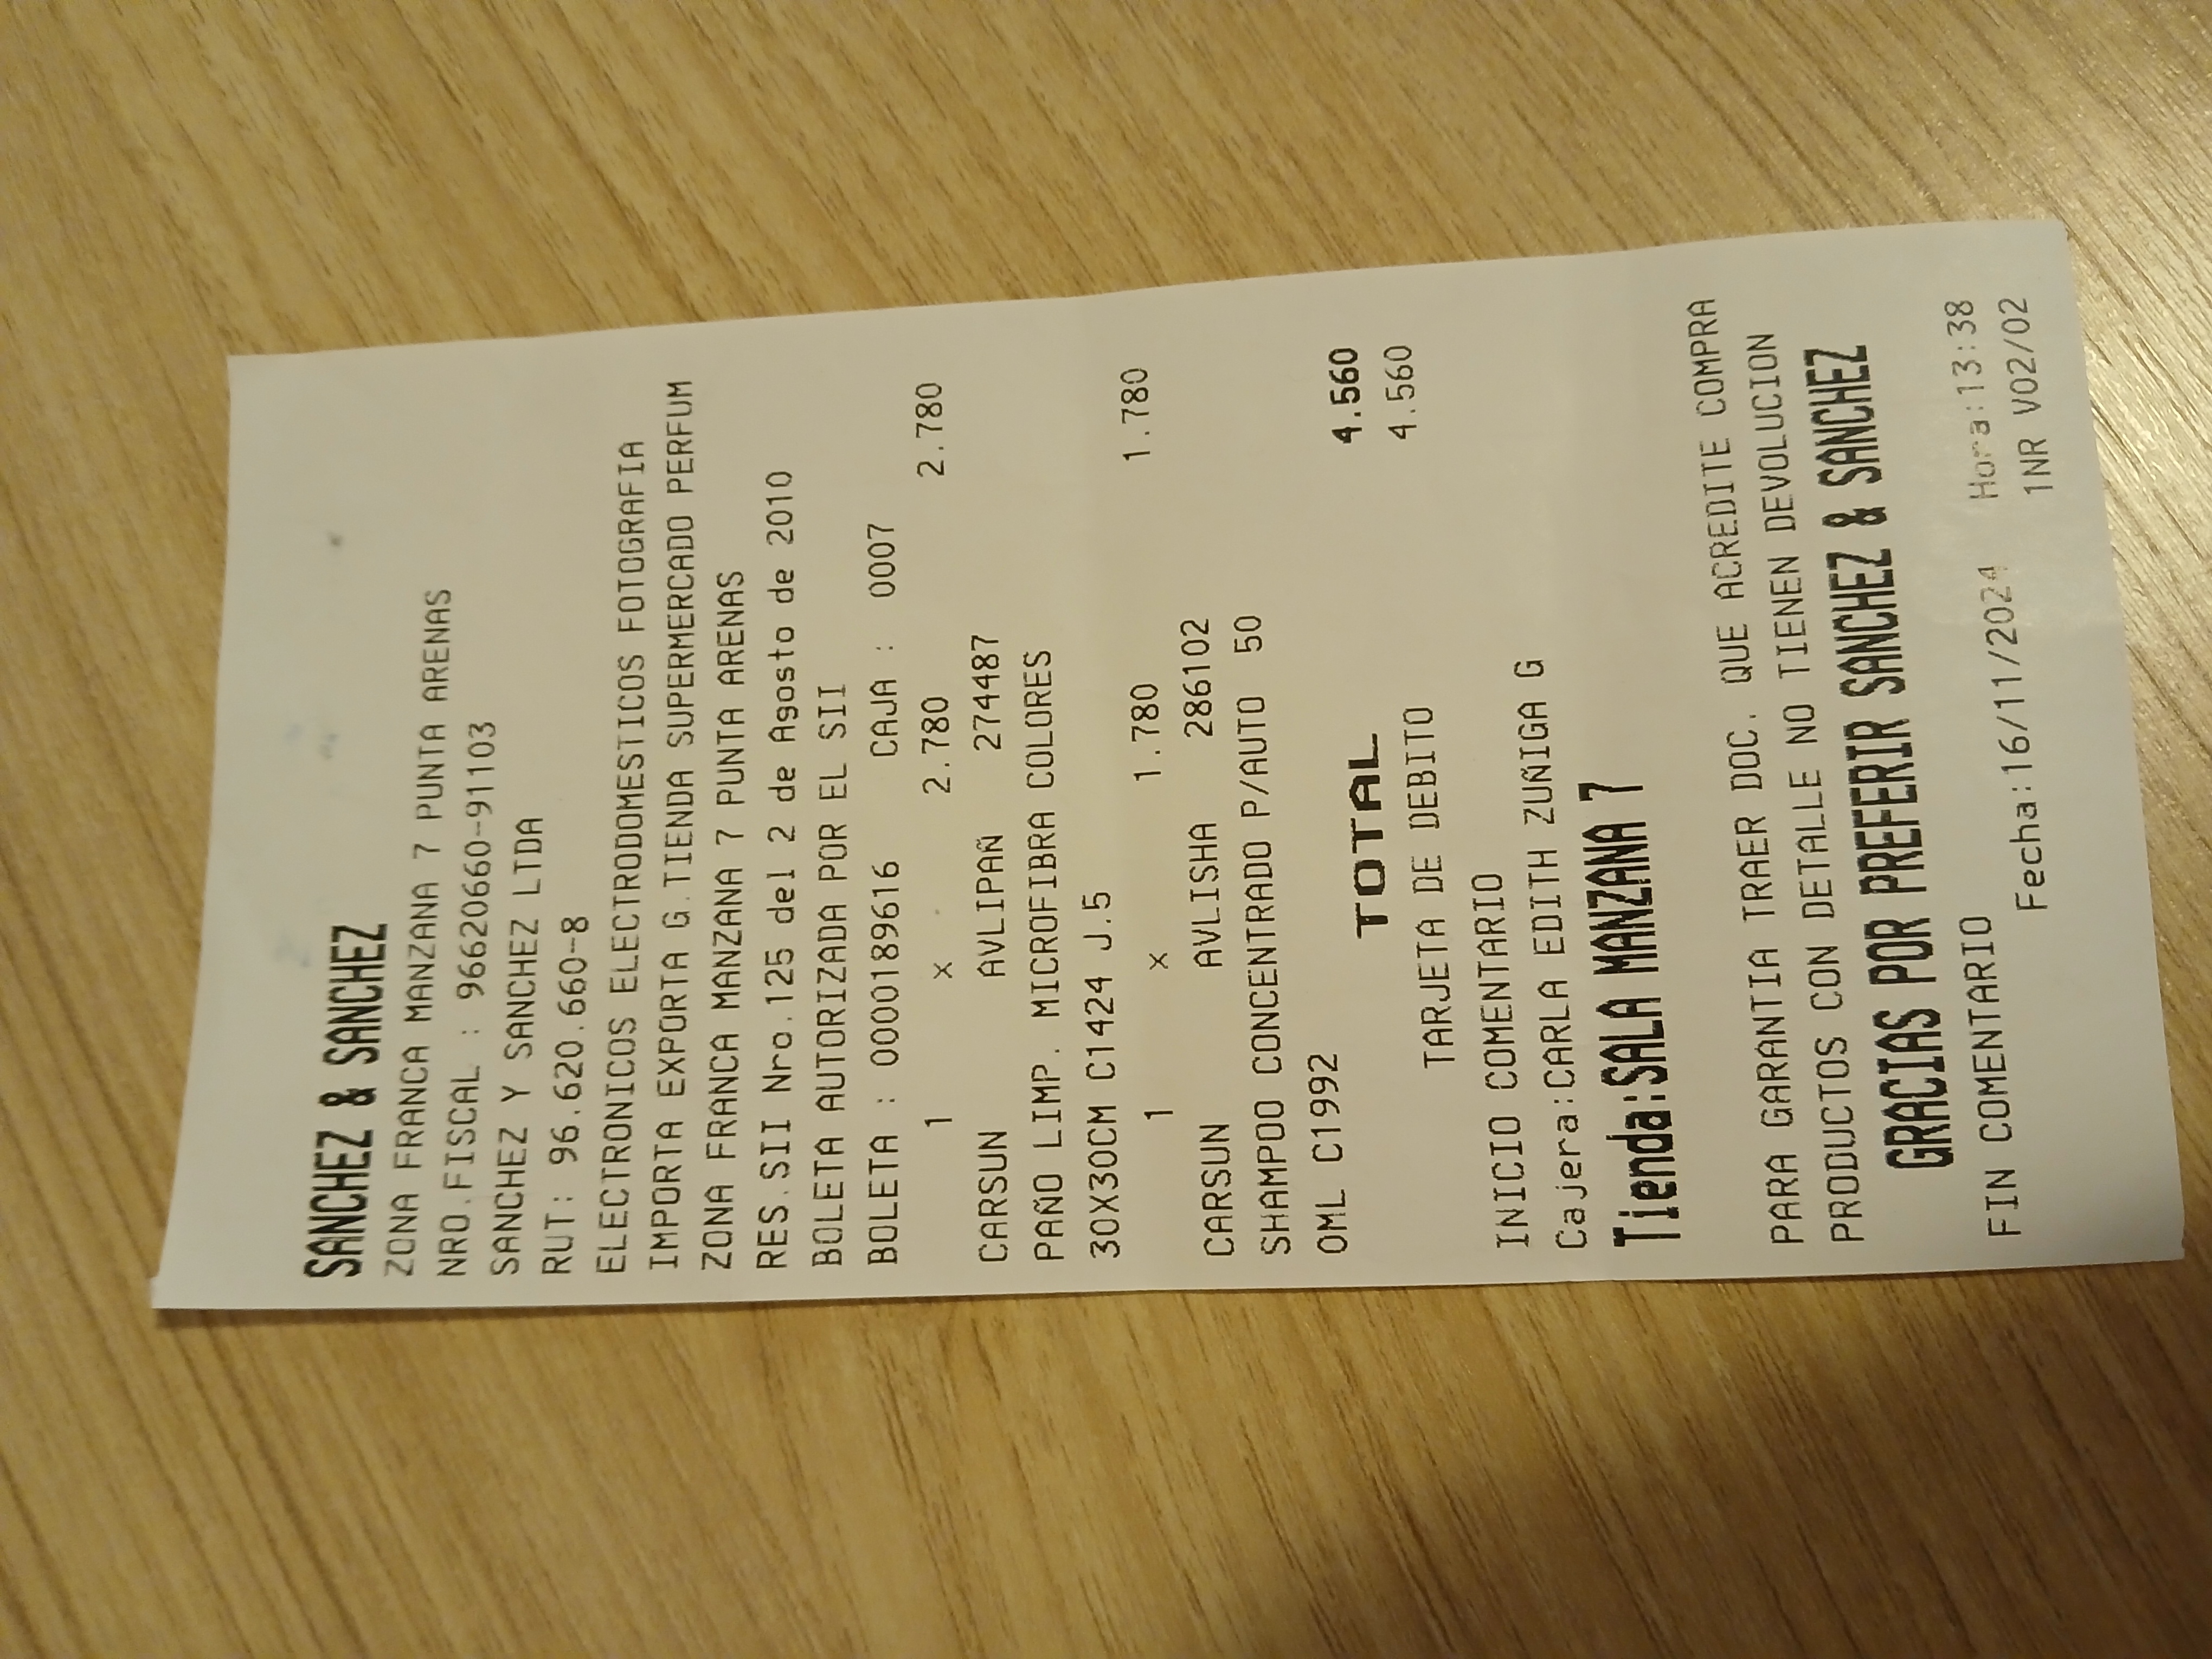 SANCHEZ & SANCHEZ
ZONA FRANCA MANZANA 7 PUNTA ARENAS
NRO.FISCAL : 96620660-91103
SANCHEZ Y SANCHEZ LTDA
RUT: 96.620.660-8
ELECTRONICOS ELECTRODOMESTICOS FOTOGRAFIA
IMPORTA EXPORTA G.TIENDA SUPERMERCADO PERFUM
ZONA FRANCA MANZANA 7 PUNTA ARENAS
RES.SII Nro.125 del 2 de Agosto de 2010
BOLETA AUTORIZADA POR EL SII
BOLETA : 0000189616 CAJA : 0007
1 x 2.780 2.780
CARSUN AVLIPAÑ 274487
PAÑO LIMP. MICROFIBRA COLORES
30X30CM C1424 J.5
1 x 1.780 1.780
CARSUN AVLISHA 286102
SHAMPOO CONCENTRADO P/AUTO 50
0ML C1992
TOTAL 4.560
TARJETA DE DEBITO 4.560
INICIO COMENTARIO
Cajera:CARLA EDITH ZUÑIGA G
Tienda:SALA MANZANA 7
PARA GARANTIA TRAER DOC. QUE ACREDITE COMPRA
PRODUCTOS CON DETALLE NO TIENEN DEVOLUCION
GRACIAS POR PREFERIR SANCHEZ & SANCHEZ
FIN COMENTARIO
Fecha:16/11/2024 Hora:13:38
1NR V02/02